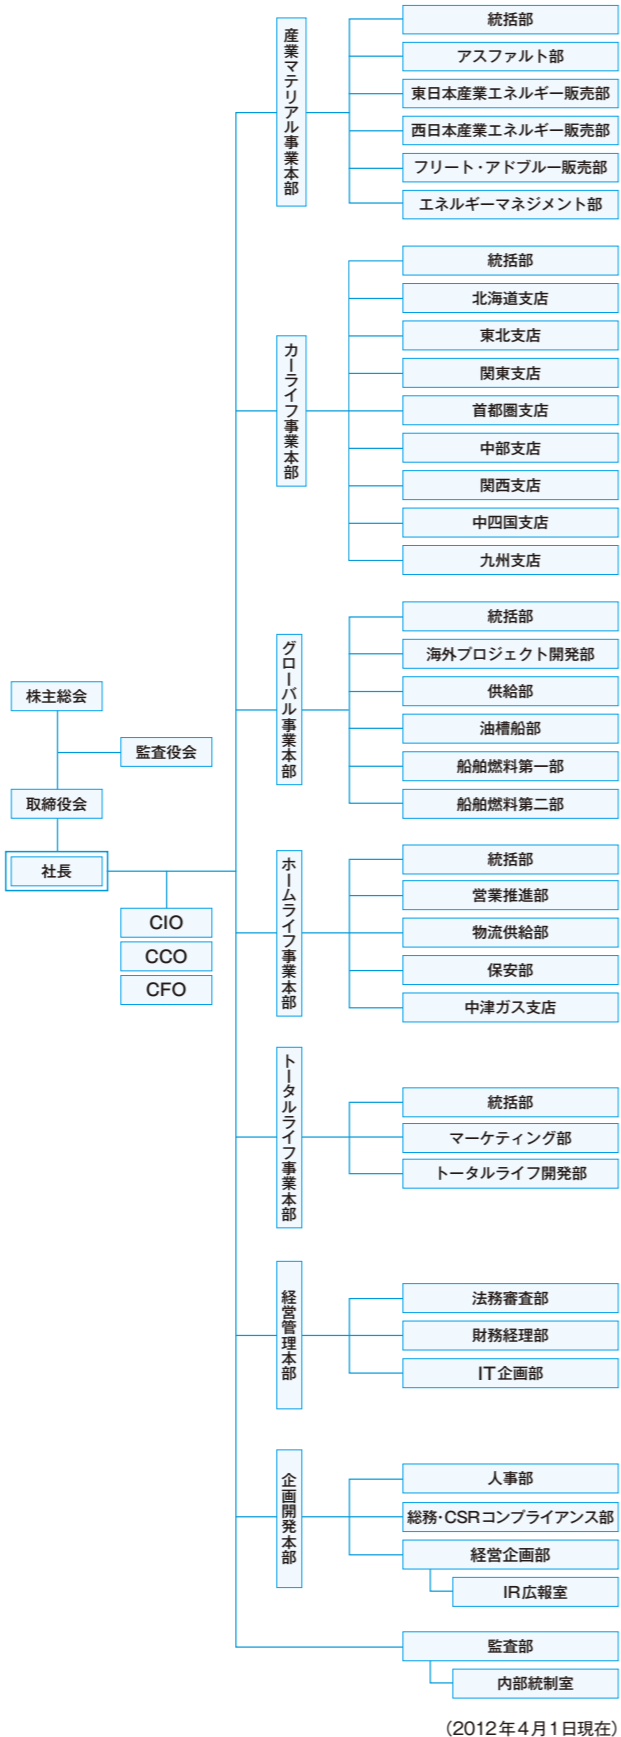 株主総会
監査役会
取締役会
社長
CIO
CCO
CFO
産業マテリアル事業本部
統括部
アスファルト部
東日本産業エネルギー販売部
西日本産業エネルギー販売部
フリート・アドブルー販売部
エネルギーマネジメント部
カーライフ事業本部
統括部
北海道支店
東北支店
関東支店
首都圏支店
中部支店
関西支店
中四国支店
九州支店
グローバル事業本部
統括部
海外プロジェクト開発部
供給部
油槽船部
船舶燃料第一部
船舶燃料第二部
ホームライフ事業本部
統括部
営業推進部
物流供給部
保安部
中津ガス支店
トータルライフ事業本部
統括部
マーケティング部
トータルライフ開発部
経営管理本部
法務審査部
財務経理部
IT企画部
企画開発本部
人事部
総務・CSRコンプライアンス部
経営企画部
IR広報室
監査部
内部統制室
（2012年4月1日現在）